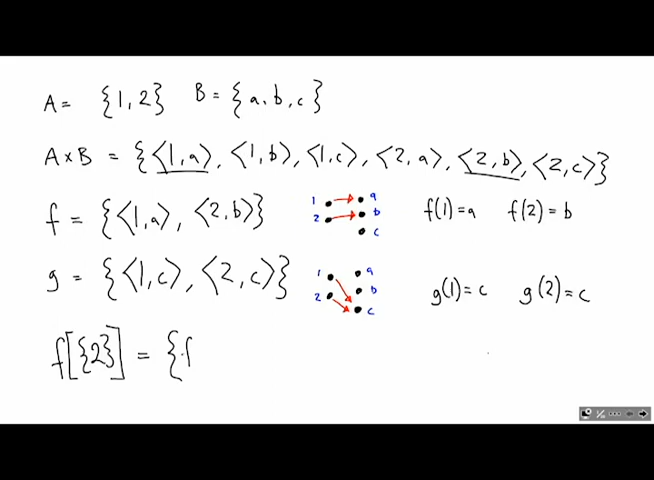 A = {1, 2} B = {a, b, c}
A × B = {⟨1, a⟩, ⟨1, b⟩, ⟨1, c⟩, ⟨2, a⟩, ⟨2, b⟩, ⟨2, c⟩}
f = {⟨1, a⟩, ⟨2, b⟩} 1 a 2 b c f(1) = a f(2) = b
g = {⟨1, c⟩, ⟨2, c⟩} 1 a 2 b c g(1) = c g(2) = c
f[{2}] = {f